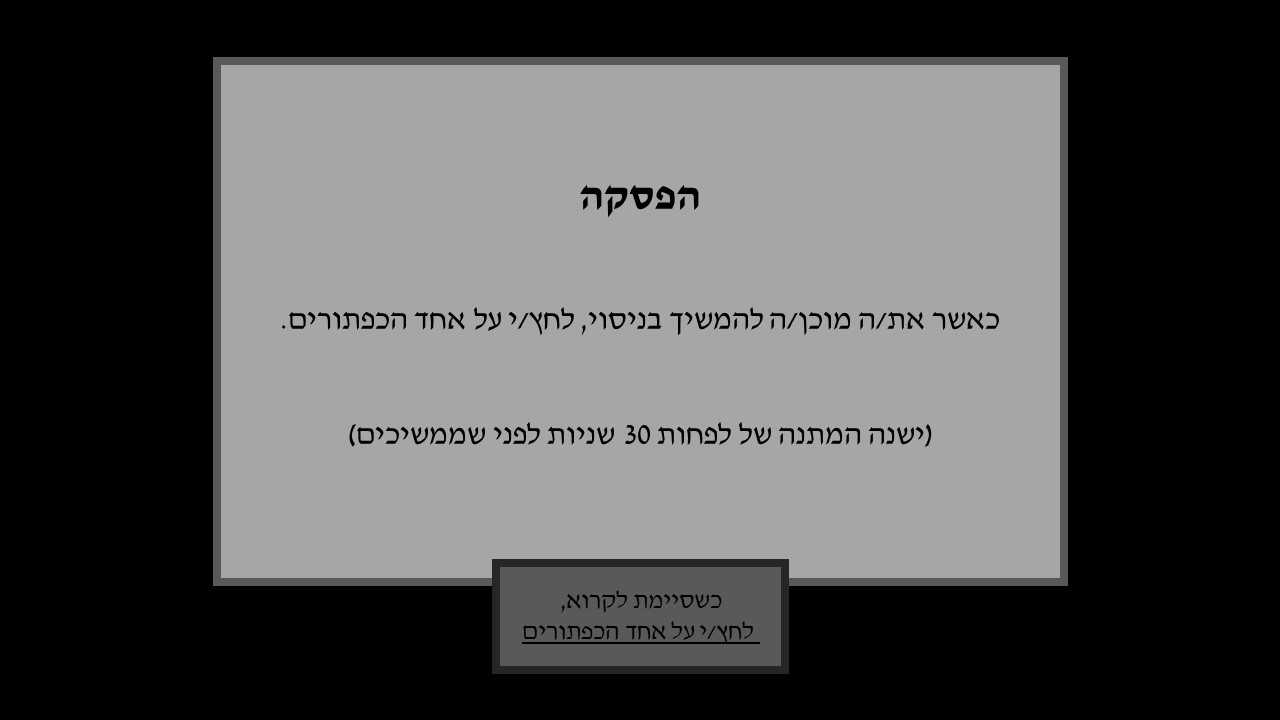 הפסקה
כאשר את/ה מוכן/ה להמשיך בניסוי, לחץ/י על אחד הכפתורים.
(ישנה המתנה של לפחות 30 שניות לפני שממשיכים)
כשסיימת לקרוא,
לחץ/י על אחד הכפתורים